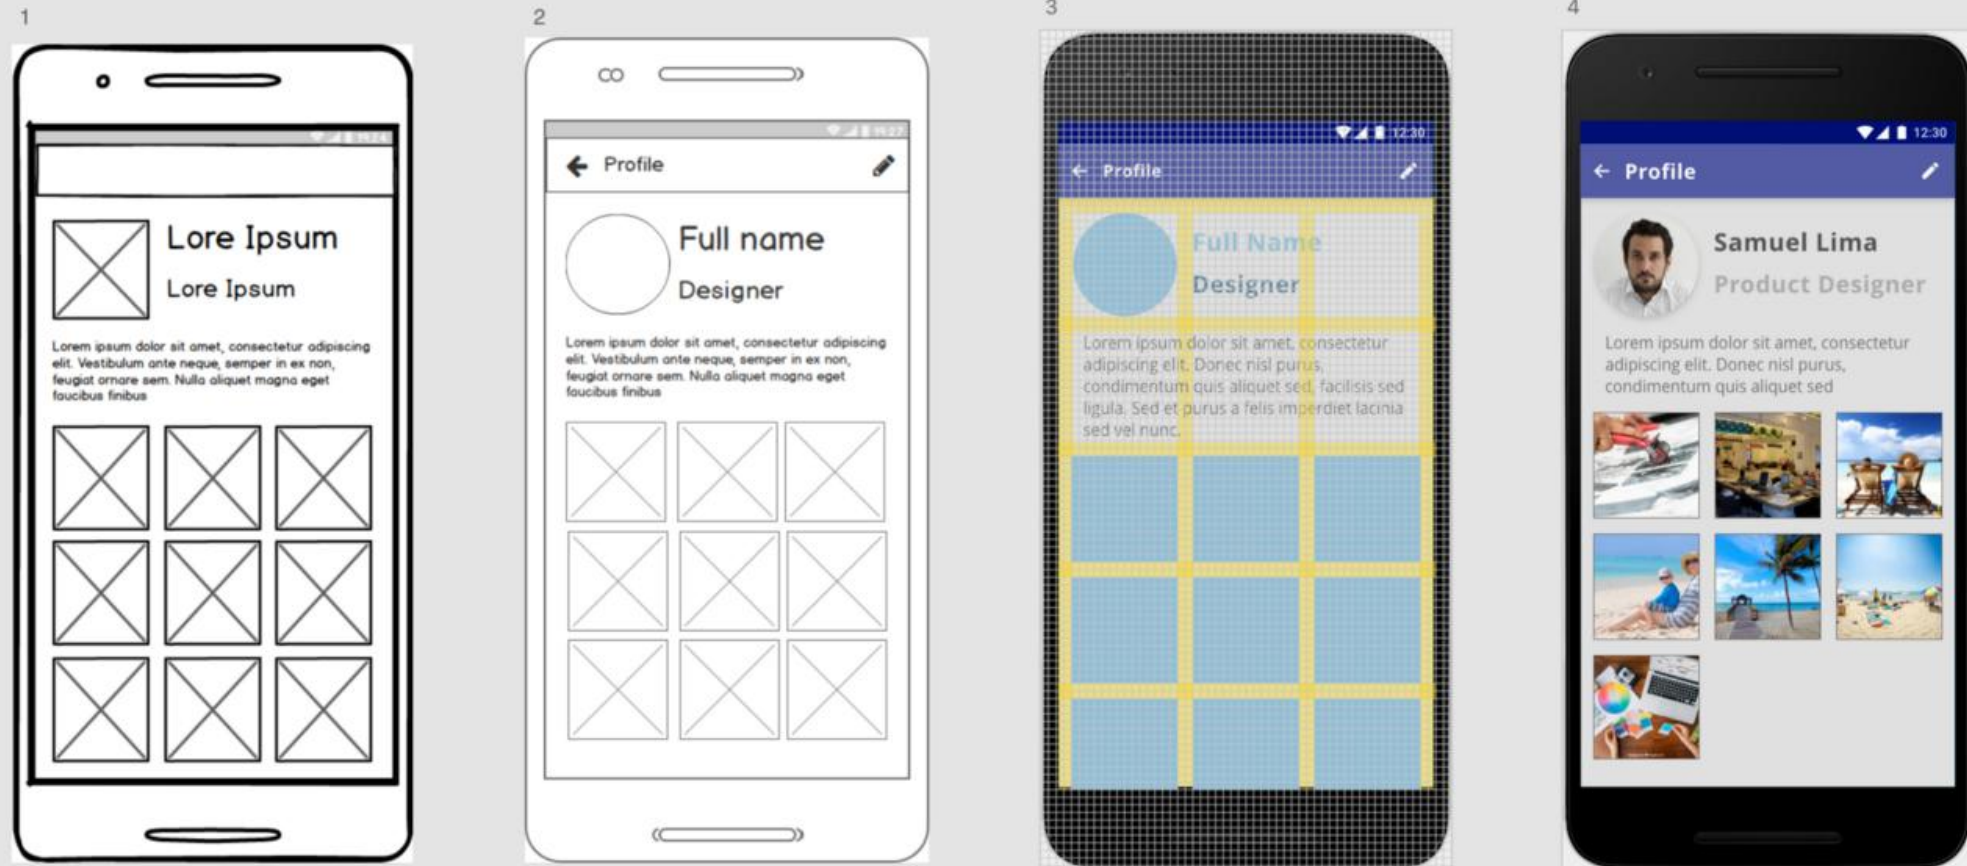 1
19:26
Lore Ipsum
Lore Ipsum
Lorem ipsum dolor sit amet, consectetur adipiscing
elit. Vestibulum ante neque, semper in ex non,
feugiat ornare sem. Nulla aliquet magna eget
faucibus finibus
2
19:27
Profile
Full name
Designer
Lorem ipsum dolor sit amet, consectetur adipiscing
elit. Vestibulum ante neque, semper in ex non,
feugiat ornare sem. Nulla aliquet magna eget
faucibus finibus
3
12:30
Profile
Full Name
Designer
Lorem ipsum dolor sit amet, consectetur
adipiscing elit. Donec nisl purus,
condimentum quis aliquet sed, facilisis sed
ligula. Sed et purus a felis imperdiet lacinia
sed vel nunc.
4
12:30
Profile
Samuel Lima
Product Designer
Lorem ipsum dolor sit amet, consectetur
adipiscing elit. Donec nisl purus,
condimentum quis aliquet sed